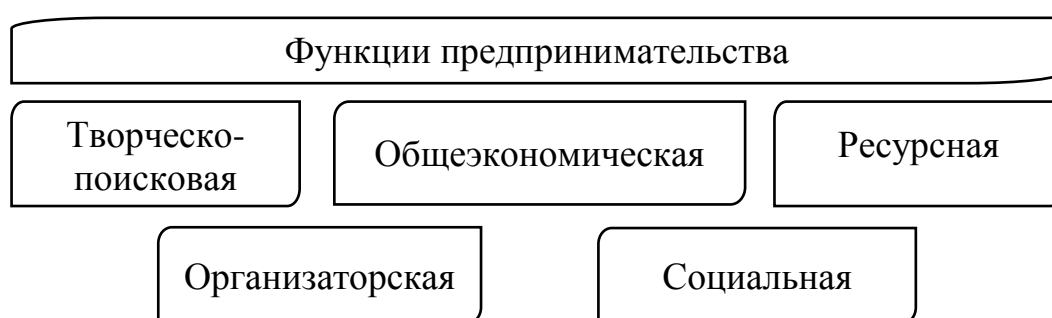 Функции предпринимательства
Творческо-
поисковая
Общеэкономическая
Ресурсная
Организаторская
Социальная